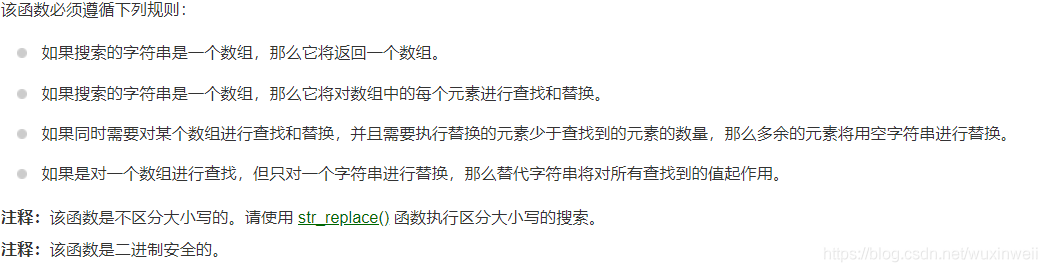 该函数必须遵循下列规则：
如果搜索的字符串是一个数组，那么它将返回一个数组。
如果搜索的字符串是一个数组，那么它将对数组中的每个元素进行查找和替换。
如果同时需要对某个数组进行查找和替换，并且需要执行替换的元素少于查找到的元素的数量，那么多余的元素将用空字符串进行替换。
如果是对一个数组进行查找，但只对一个字符串进行替换，那么替代字符串将对所有查找到的值起作用。
注释：该函数是不区分大小写的。请使用 str_replace() 函数执行区分大小写的搜索。
注释：该函数是二进制安全的。
https://blog.csdn.net/wuxinweii